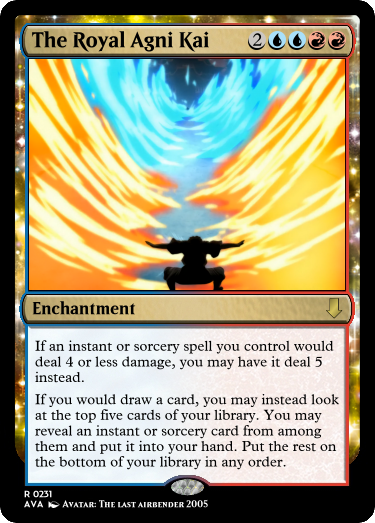 The Royal Agni Kai 2
Enchantment
If an instant or sorcery spell you control would
deal 4 or less damage, you may have it deal 5
instead.
If you would draw a card, you may instead look
at the top five cards of your library. You may
reveal an instant or sorcery card from among
them and put it into your hand. Put the rest on
the bottom of your library in any order.
R 0231
AVA Avatar: The last airbender 2005